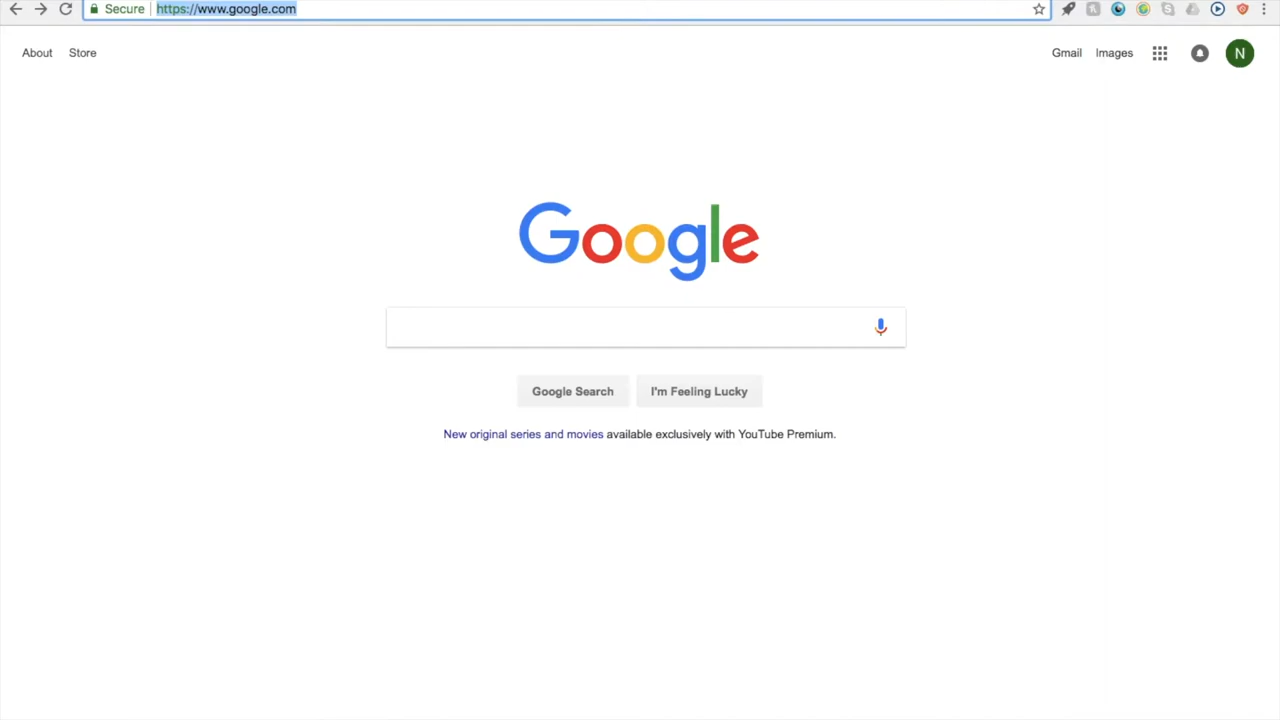 Secure https://www.google.com
About Store Gmail Images N
Google
Google Search I'm Feeling Lucky
New original series and movies available exclusively with YouTube Premium.